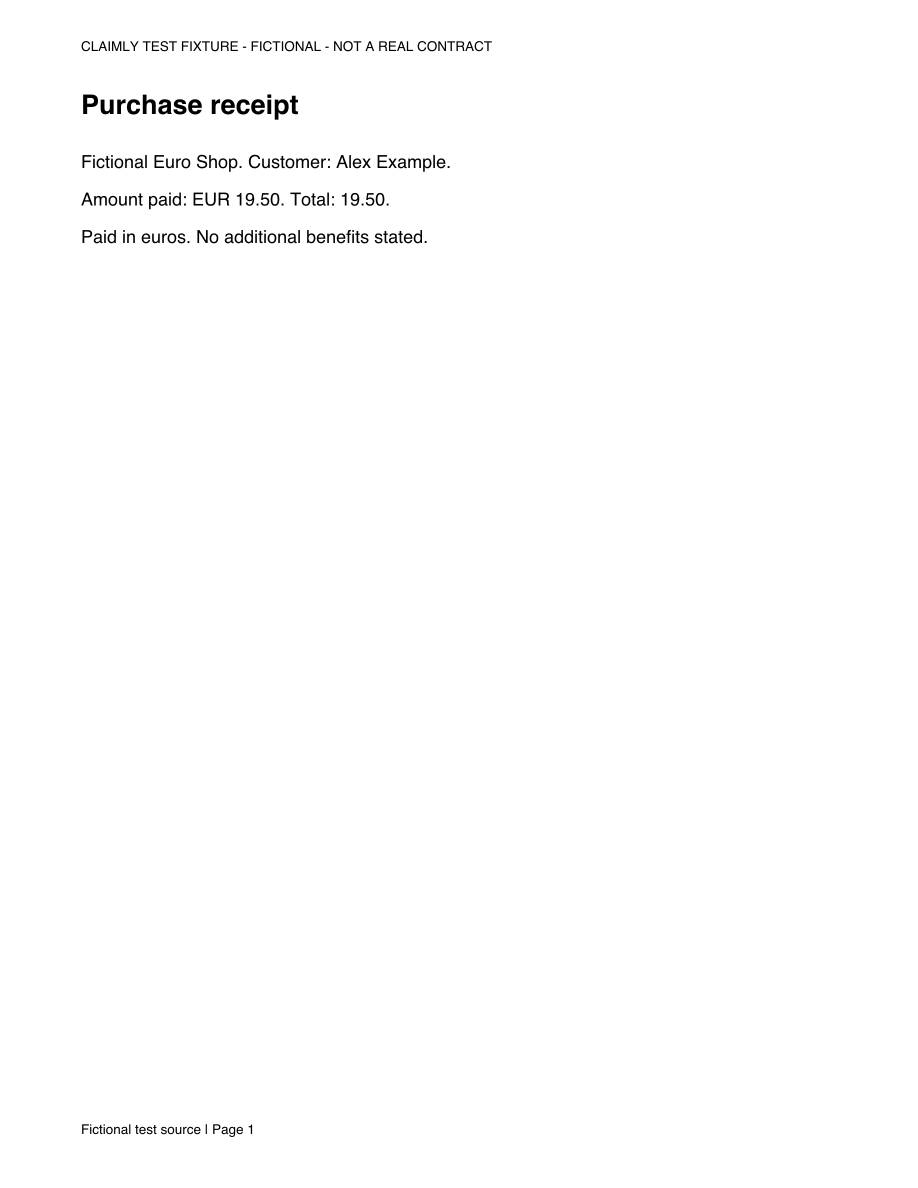 CLAIMLY TEST FIXTURE - FICTIONAL - NOT A REAL CONTRACT
Purchase receipt
Fictional Euro Shop. Customer: Alex Example.
Amount paid: EUR 19.50. Total: 19.50.
Paid in euros. No additional benefits stated.
Fictional test source | Page 1